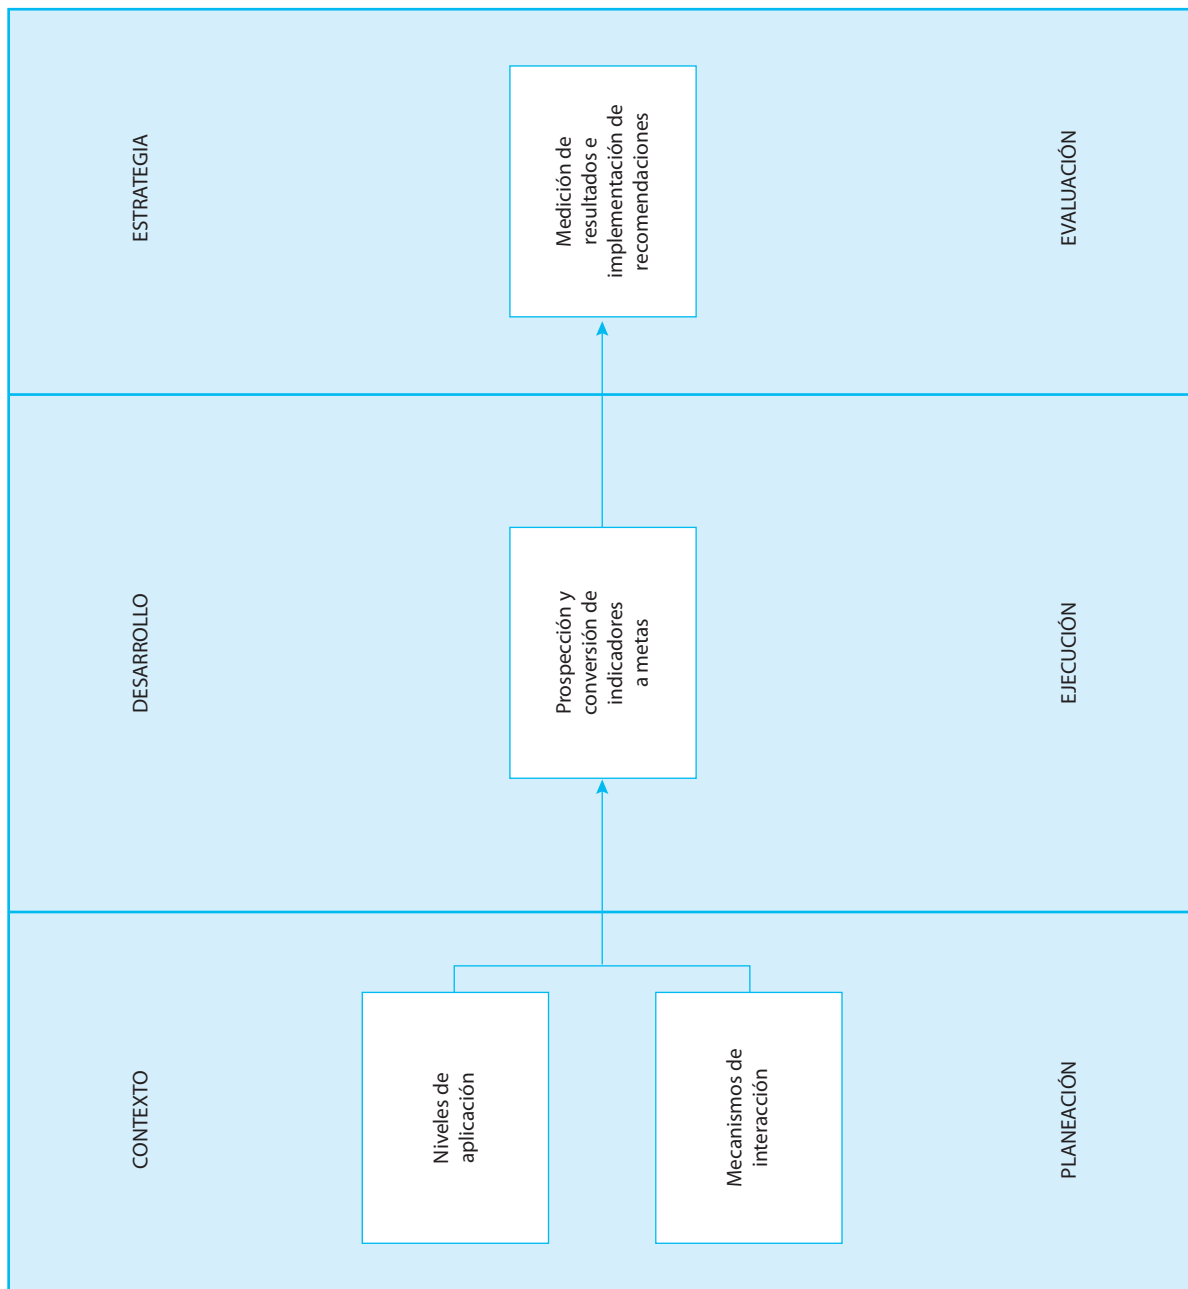 CONTEXTO
DESARROLLO
ESTRATEGIA
Niveles de
aplicación
Mecanismos de
interacción
Prospección y
conversión de
indicadores
a metas
Medición de
resultados e
implementación de
recomendaciones
PLANEACIÓN
EJECUCIÓN
EVALUACIÓN